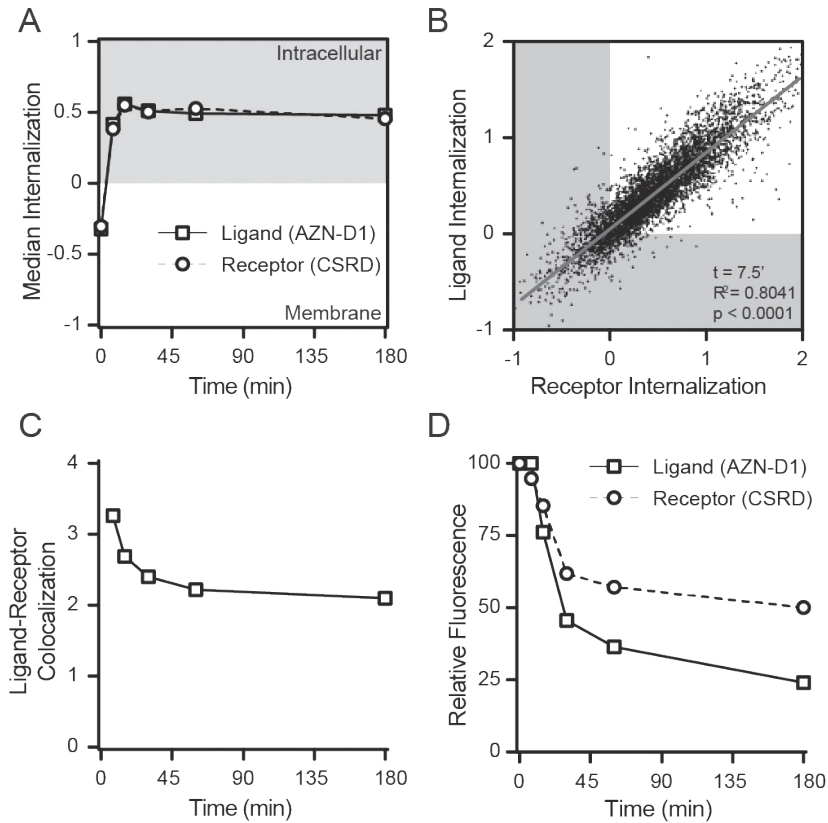 A
1
0.5
0
-0.5
-1
Median Internalization
Intracellular
Ligand (AZN-D1)
Receptor (CSRD)
Membrane
0 45 90 135 180
Time (min)
B
2
1
0
-1
Ligand Internalization
t = 7.5'
R²= 0.8041
p < 0.0001
-1 0 1 2
Receptor Internalization
C
4
3
2
1
0
Ligand-Receptor
Colocalization
0 45 90 135 180
Time (min)
D
100
75
50
25
0
Relative Fluorescence
Ligand (AZN-D1)
Receptor (CSRD)
0 45 90 135 180
Time (min)